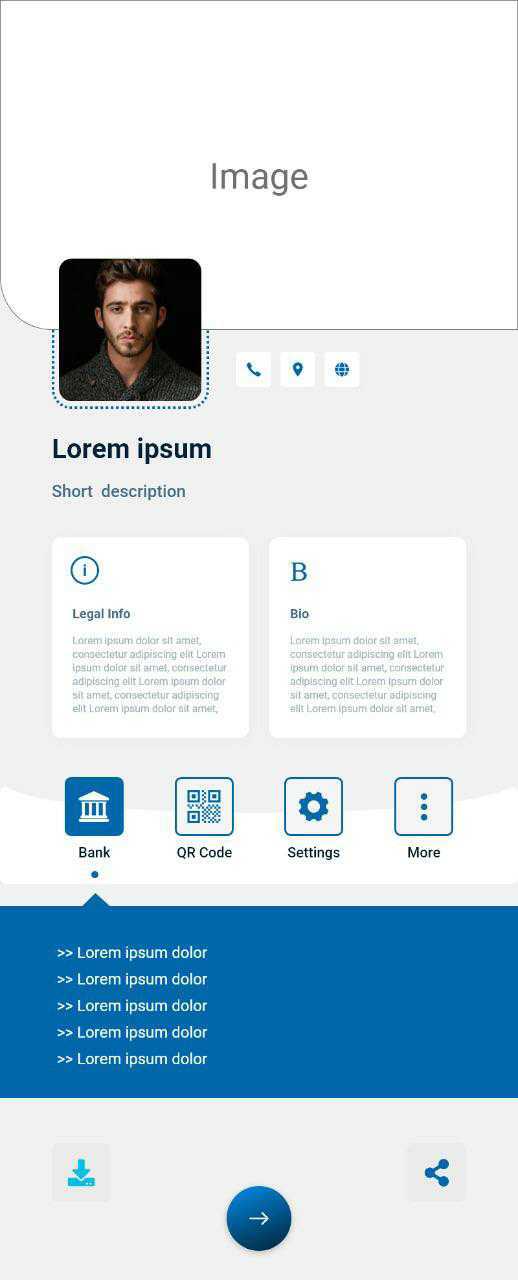 Image
Lorem ipsum
Short description
Legal Info
Lorem ipsum dolor sit amet,
consectetur adipiscing elit Lorem
ipsum dolor sit amet, consectetur
adipiscing elit Lorem ipsum dolor
sit amet, consectetur adipiscing
elit Lorem ipsum dolor sit amet,
B
Bio
Lorem ipsum dolor sit amet,
consectetur adipiscing elit Lorem
ipsum dolor sit amet, consectetur
adipiscing elit Lorem ipsum dolor
sit amet, consectetur adipiscing
elit Lorem ipsum dolor sit amet,
Bank
QR Code
Settings
More
>> Lorem ipsum dolor
>> Lorem ipsum dolor
>> Lorem ipsum dolor
>> Lorem ipsum dolor
>> Lorem ipsum dolor